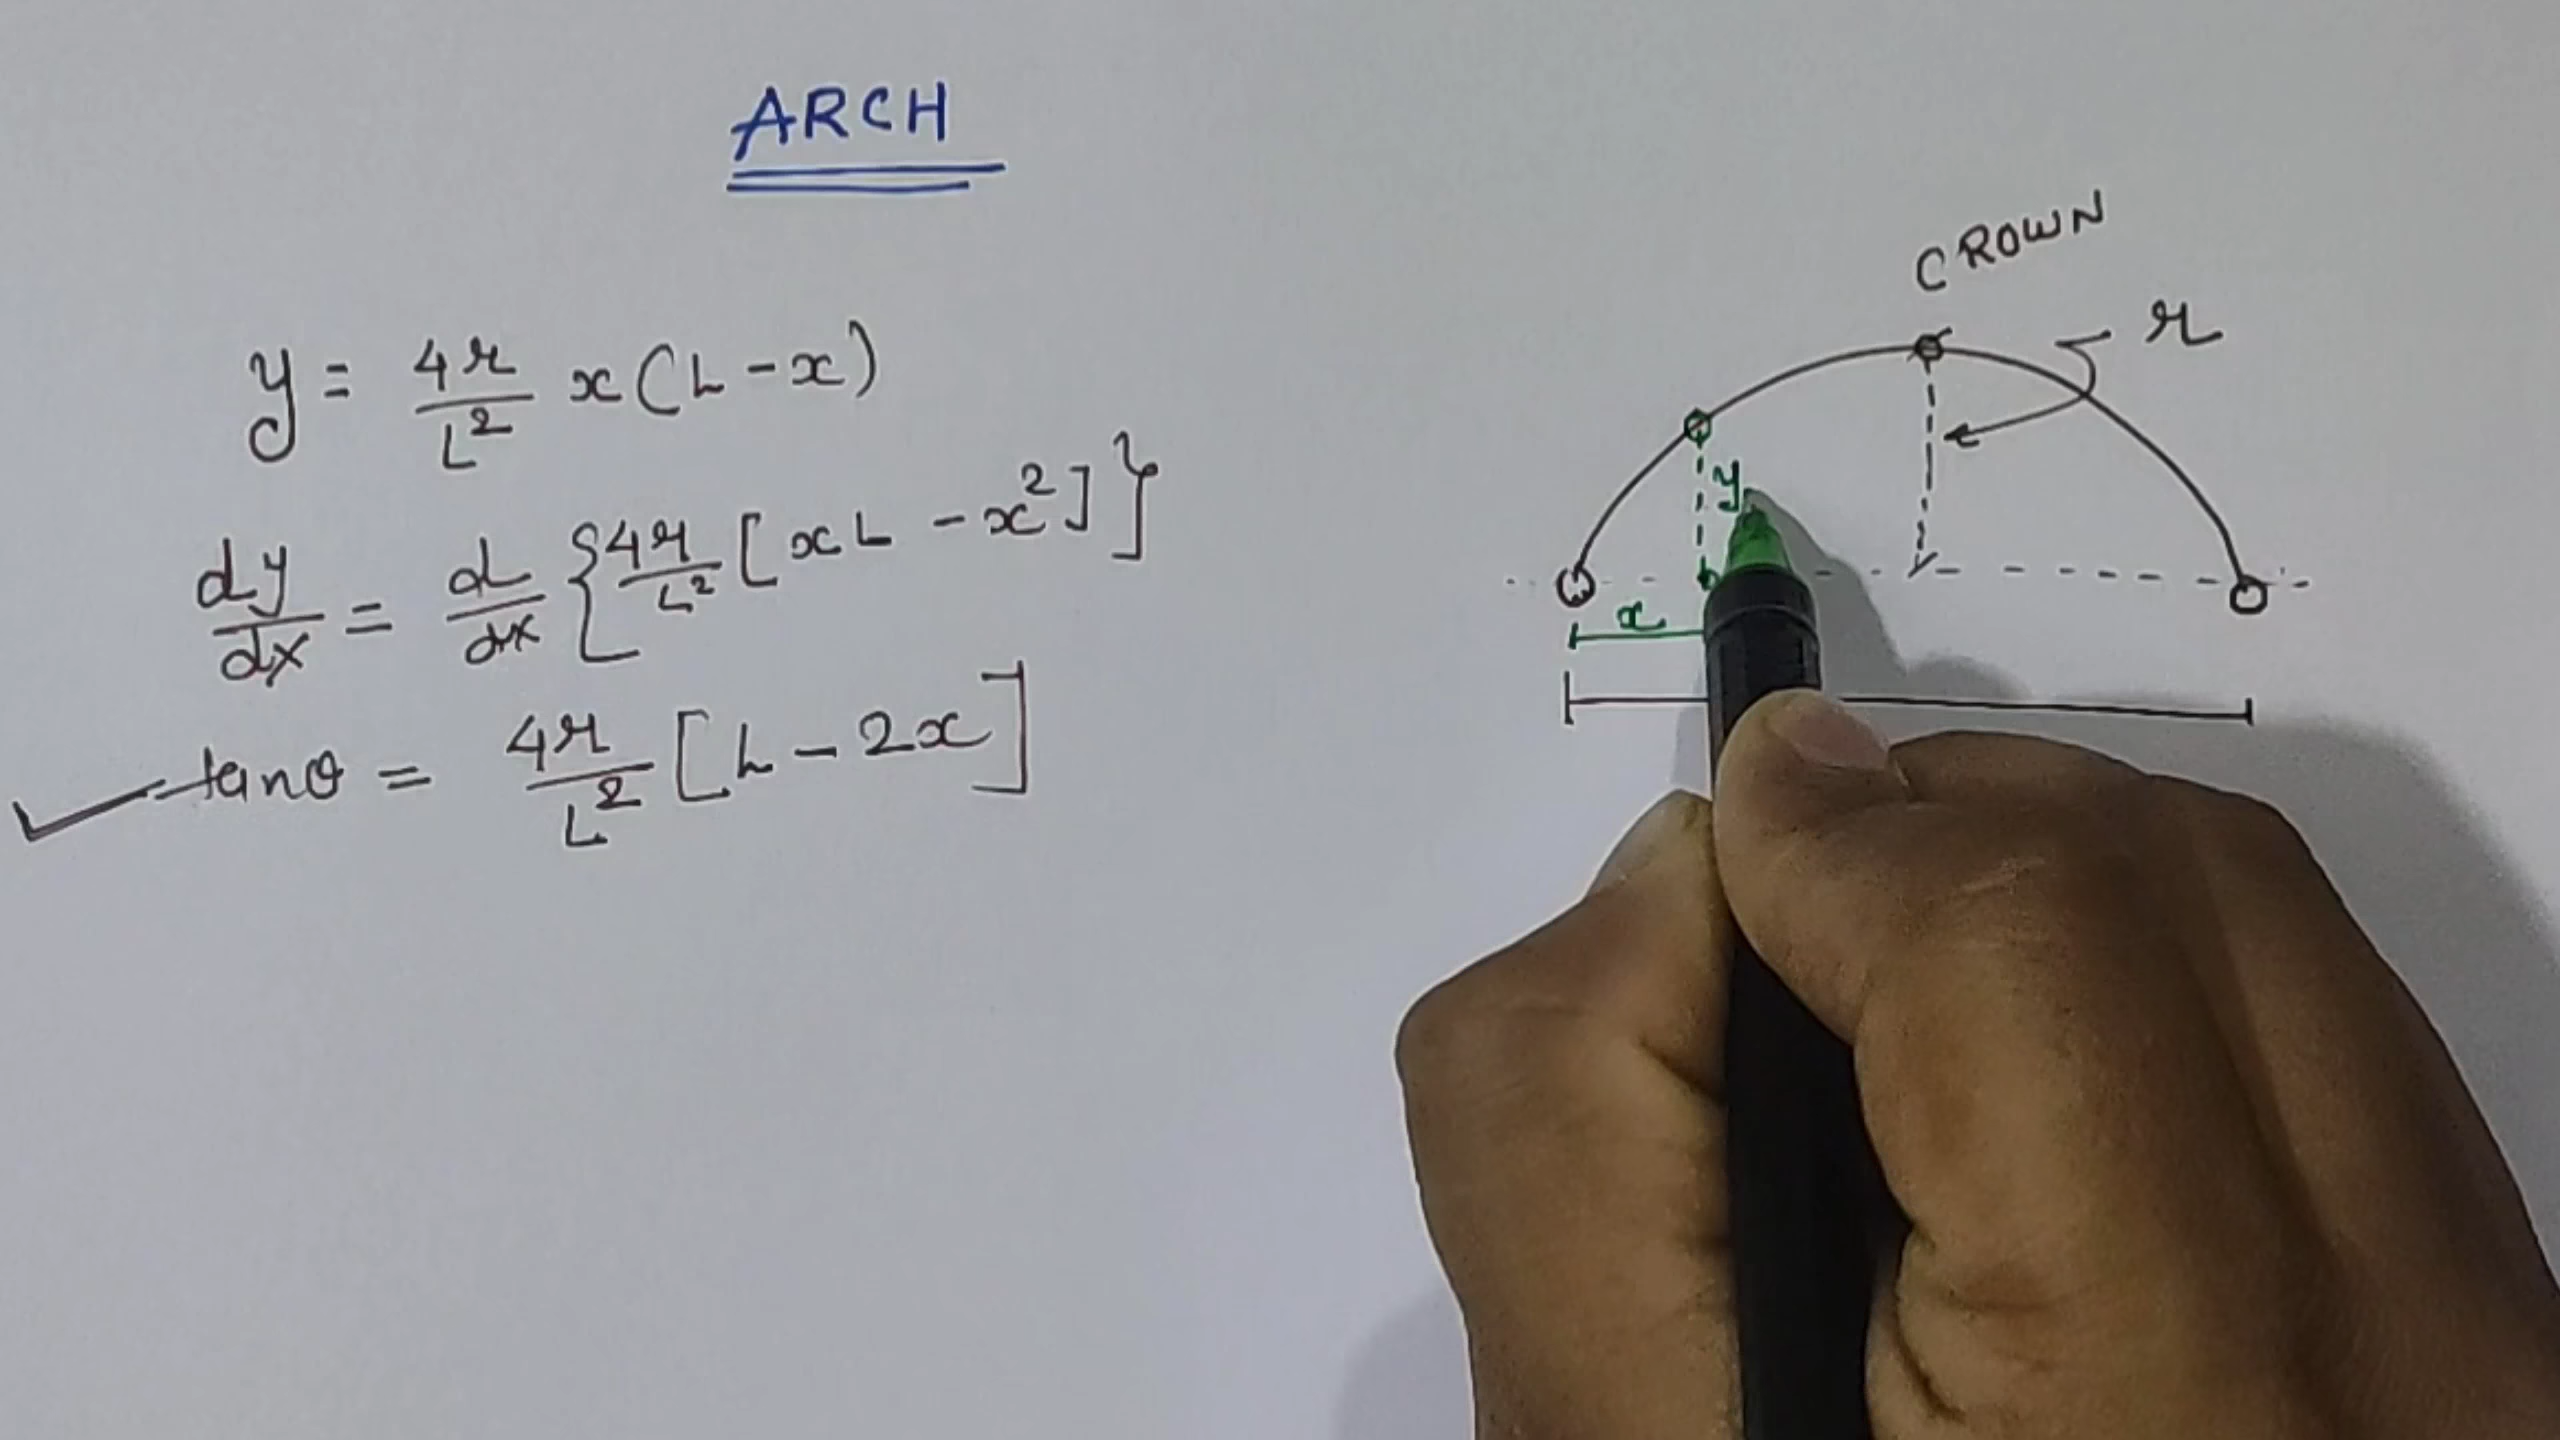 ARCH
CROWN
r
y = 4r/L² x(L-x)
y
dy/dx = d/dx {4r/L² [xL - x²]}
x
tanθ = 4r/L² [L - 2x]